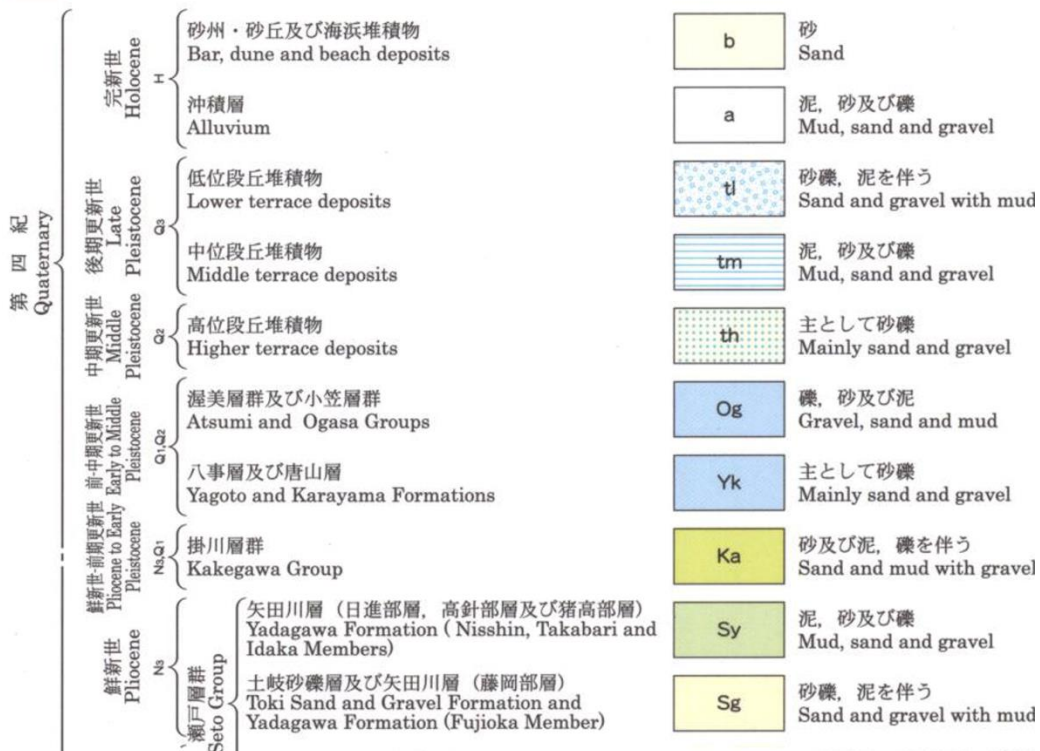 第四紀
Quaternary
完新世
Holocene
H
砂州・砂丘及び海浜堆積物
Bar, dune and beach deposits
b
砂
Sand
沖積層
Alluvium
a
泥，砂及び礫
Mud, sand and gravel
後期更新世
Late
Pleistocene
Q3
低位段丘堆積物
Lower terrace deposits
tl
砂礫，泥を伴う
Sand and gravel with mud
中位段丘堆積物
Middle terrace deposits
tm
泥，砂及び礫
Mud, sand and gravel
中期更新世
Middle
Pleistocene
Q2
高位段丘堆積物
Higher terrace deposits
th
主として砂礫
Mainly sand and gravel
前-中期更新世
Early to Middle
Pleistocene
Q1,Q2
渥美層群及び小笠層群
Atsumi and Ogasa Groups
Og
礫，砂及び泥
Gravel, sand and mud
八事層及び唐山層
Yagoto and Karayama Formations
Yk
主として砂礫
Mainly sand and gravel
鮮新世-前期更新世
Pliocene to Early
Pleistocene
N3,Q1
掛川層群
Kakegawa Group
Ka
砂及び泥，礫を伴う
Sand and mud with gravel
鮮新世
Pliocene
N3
瀬戸層群
Seto Group
矢田川層（日進部層，高針部層及び猪高部層）
Yadagawa Formation ( Nisshin, Takabari and
Idaka Members)
Sy
泥，砂及び礫
Mud, sand and gravel
土岐砂礫層及び矢田川層（藤岡部層）
Toki Sand and Gravel Formation and
Yadagawa Formation (Fujioka Member)
Sg
砂礫，泥を伴う
Sand and gravel with mud